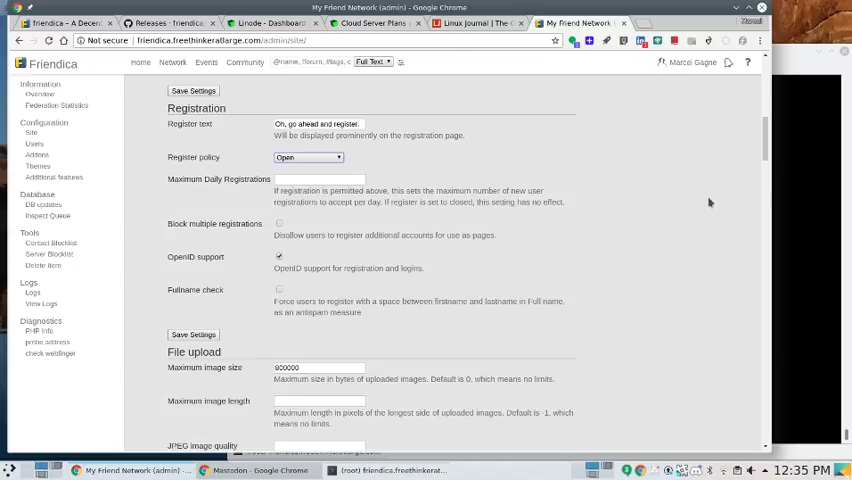 My Friend Network (admin) - Google Chrome
friendica – A Decen
Releases · friendica
Linode - Dashboard
Cloud Server Plans
Linux Journal | The O
My Friend Network (
Marcel
Not secure friendica.freethinkeratlarge.com/admin/site/
Friendica
Home Network Events Community @name, !forum, #tags, c Full Text
Marcel Gagne ?
Information
Overview
Federation Statistics
Configuration
Site
Users
Addons
Themes
Additional features
Database
DB updates
Inspect Queue
Tools
Contact Blocklist
Server Blocklist
Delete Item
Logs
Logs
View Logs
Diagnostics
PHP Info
probe address
check webfinger
Save Settings
Registration
Register text Oh, go ahead and register.
Will be displayed prominently on the registration page.
Register policy Open
Maximum Daily Registrations
If registration is permitted above, this sets the maximum number of new user
registrations to accept per day. If register is set to closed, this setting has no effect.
Block multiple registrations
Disallow users to register additional accounts for use as pages.
OpenID support
OpenID support for registration and logins.
Fullname check
Force users to register with a space between firstname and lastname in Full name,
as an antispam measure
Save Settings
File upload
Maximum image size 800000
Maximum size in bytes of uploaded images. Default is 0, which means no limits.
Maximum image length
Maximum length in pixels of the longest side of uploaded images. Default is -1, which
means no limits.
JPEG image quality
My Friend Network (admin) -...
Mastodon - Google Chrome
(root) friendica.freethinkerat...
12:35 PM